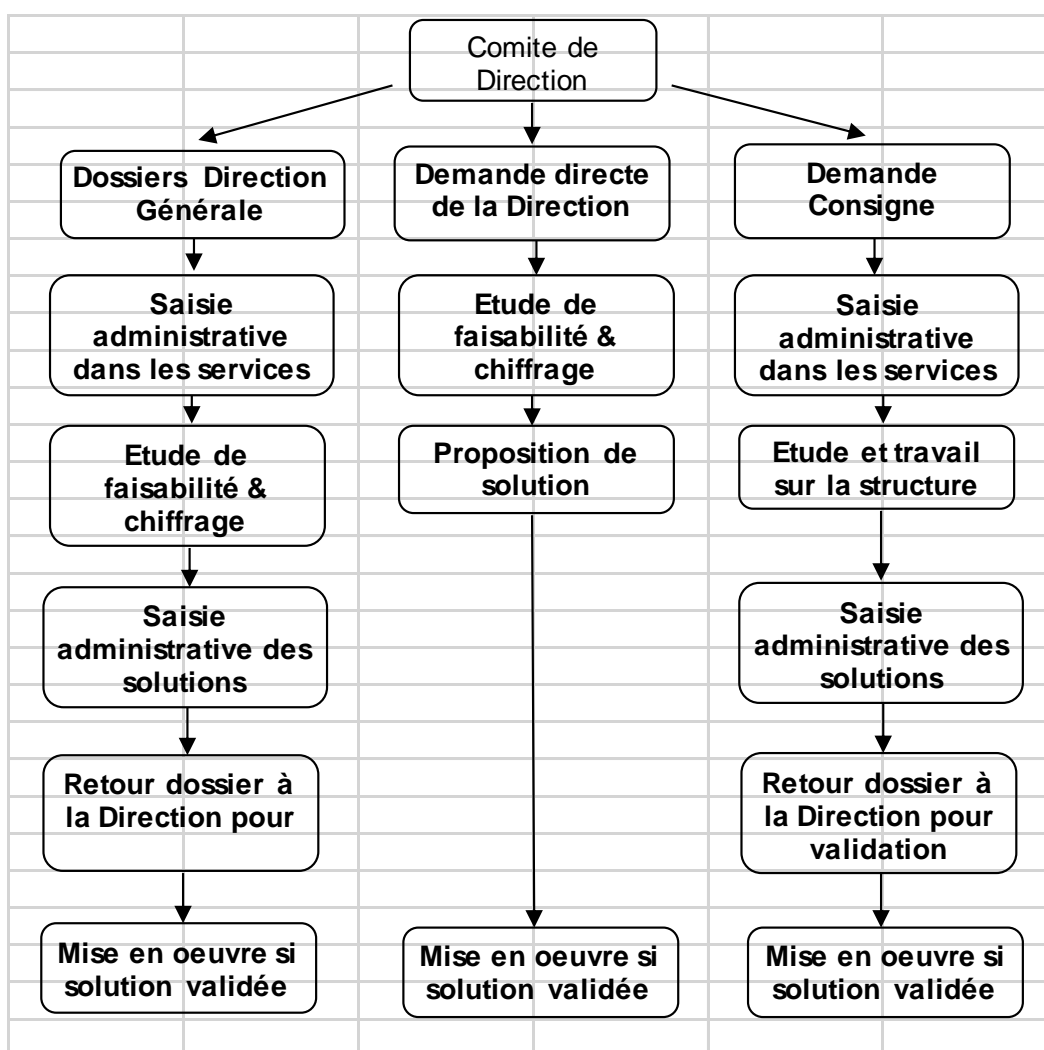 Comite de
Direction
Dossiers Direction
Générale
Demande directe
de la Direction
Demande
Consigne
Saisie
administrative
dans les services
Etude de
faisabilité &
chiffrage
Saisie
administrative
dans les services
Etude de
faisabilité &
chiffrage
Proposition de
solution
Etude et travail
sur la structure
Saisie
administrative des
solutions
Saisie
administrative des
solutions
Retour dossier à
la Direction pour
Retour dossier à
la Direction pour
validation
Mise en oeuvre si
solution validée
Mise en oeuvre si
solution validée
Mise en oeuvre si
solution validée